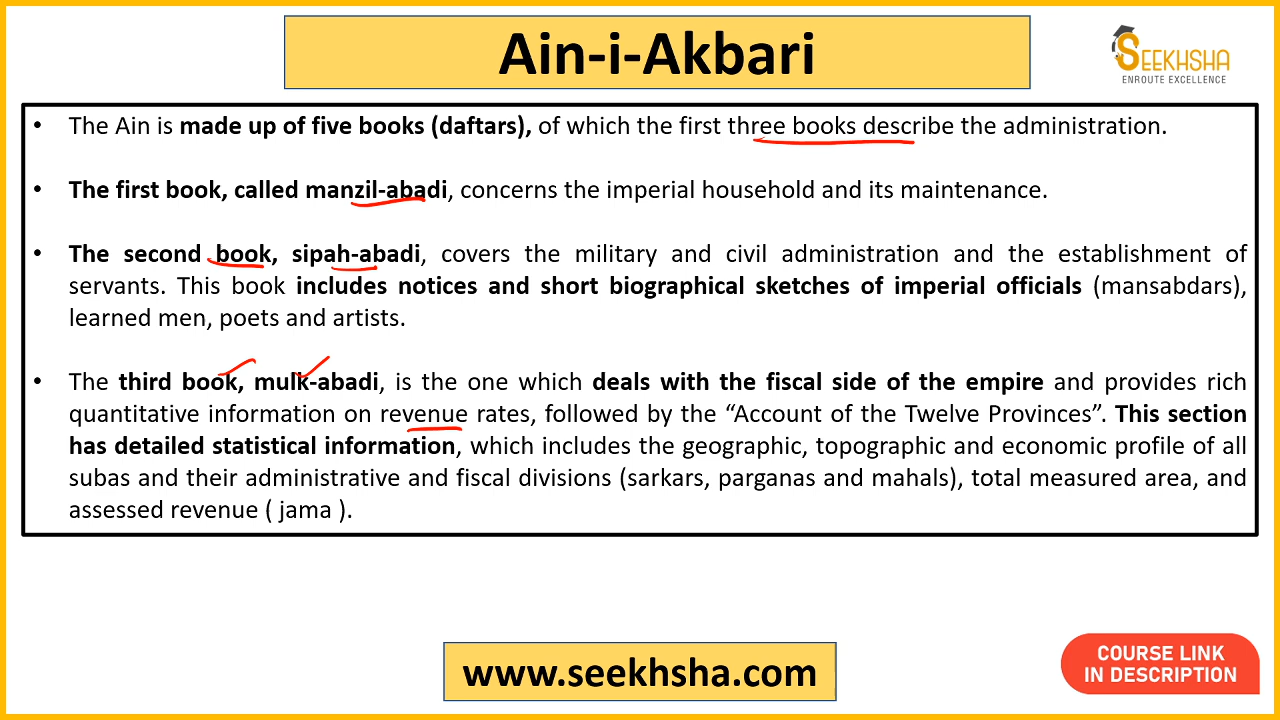 Ain-i-Akbari
SEEKHSHA
ENROUTE EXCELLENCE
• The Ain is made up of five books (daftars), of which the first three books describe the administration.
• The first book, called manzil-abadi, concerns the imperial household and its maintenance.
• The second book, sipah-abadi, covers the military and civil administration and the establishment of
servants. This book includes notices and short biographical sketches of imperial officials (mansabdars),
learned men, poets and artists.
• The third book, mulk-abadi, is the one which deals with the fiscal side of the empire and provides rich
quantitative information on revenue rates, followed by the “Account of the Twelve Provinces”. This section
has detailed statistical information, which includes the geographic, topographic and economic profile of all
subas and their administrative and fiscal divisions (sarkars, parganas and mahals), total measured area, and
assessed revenue ( jama ).
www.seekhsha.com
COURSE LINK
IN DESCRIPTION